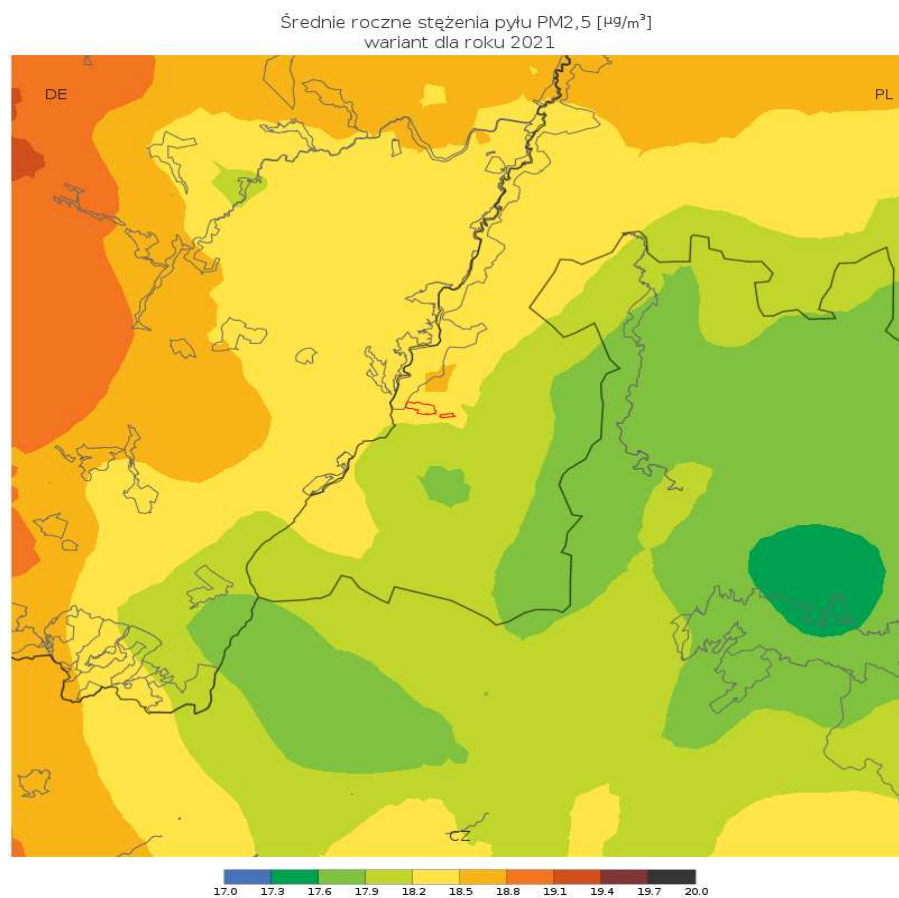 Średnie roczne stężenia pyłu PM2,5 [µg/m³]
wariant dla roku 2021
DE
PL
CZ
17.0 17.3 17.6 17.9 18.2 18.5 18.8 19.1 19.4 19.7 20.0